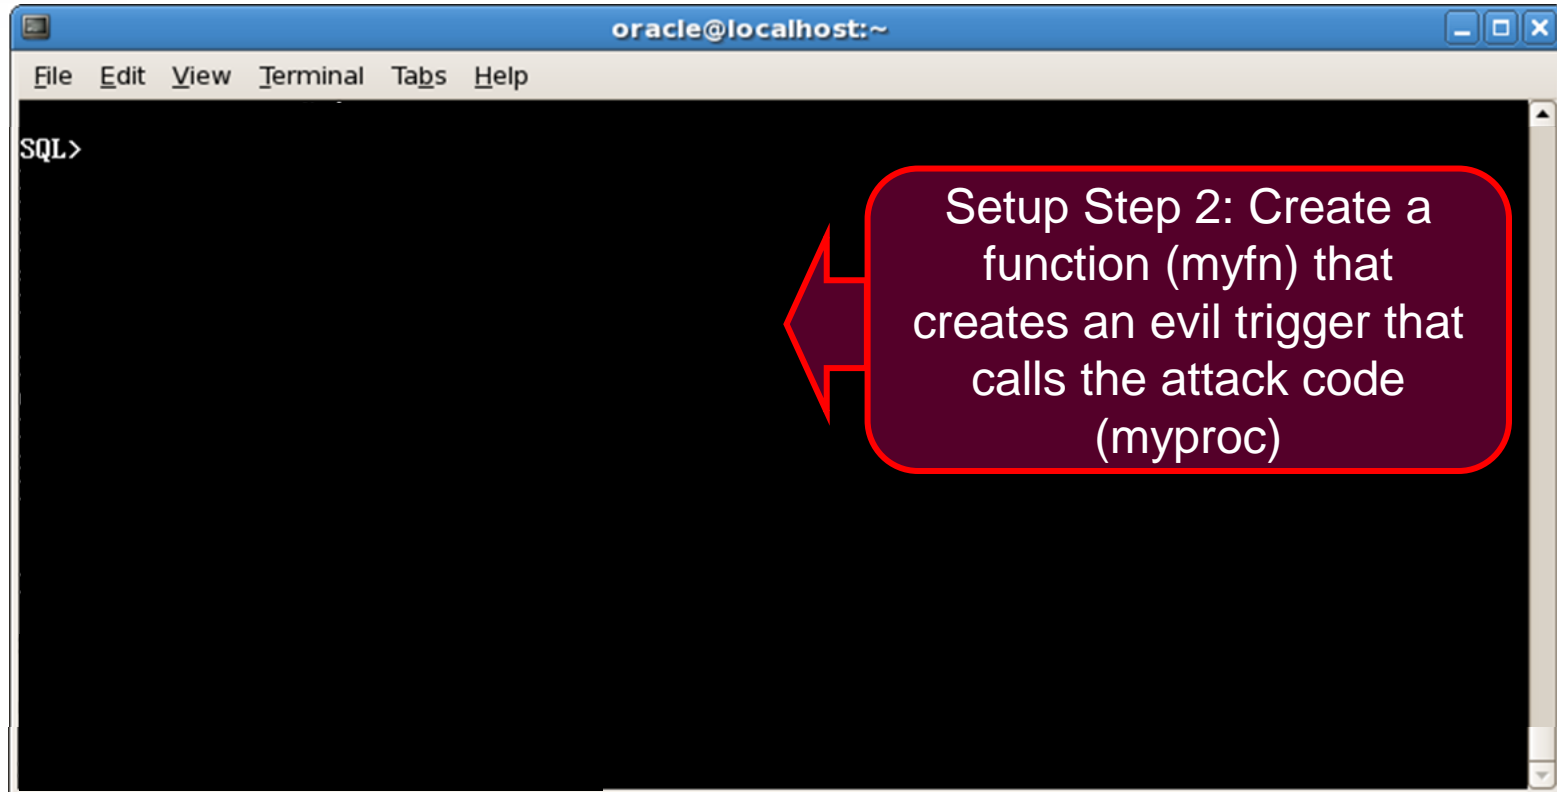 oracle@localhost:~
File Edit View Terminal Tabs Help
SQL>
Setup Step 2: Create a
function (myfn) that
creates an evil trigger that
calls the attack code
(myproc)